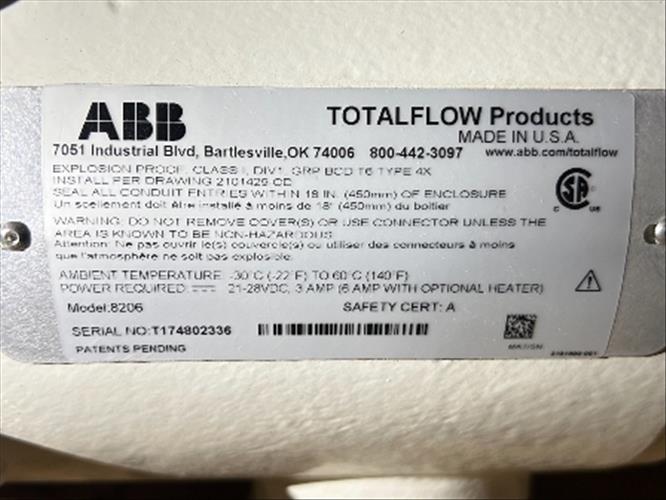 ABB
TOTALFLOW Products
MADE IN U.S.A.
7051 Industrial Blvd, Bartlesville,OK 74006 800-442-3097 www.abb.com/totalflow
EXPLOSION PROOF, CLASS I, DIV1, GRP BCD T6 TYPE 4X
INSTALL PER DRAWING 2101429-CD
SEAL ALL CONDUIT ENTRIES WITHIN 18 IN. (450mm) OF ENCLOSURE
Un scellement doit être installé à moins de 18" (450mm) du boîtier
WARNING: DO NOT REMOVE COVER(S) OR USE CONNECTOR UNLESS THE
AREA IS KNOWN TO BE NON-HAZARDOUS
Attention: Ne pas ouvrir le(s) couvercle(s) ou utiliser des connecteurs à moins
que l'atmosphère ne soit pas explosible.
AMBIENT TEMPERATURE -30°C (-22°F) TO 60°C (140°F)
POWER REQUIRED: 21-28VDC, 3 AMP (6 AMP WITH OPTIONAL HEATER)
Model:8206 SAFETY CERT: A
SERIAL NO:T174802336
PATENTS PENDING
C US